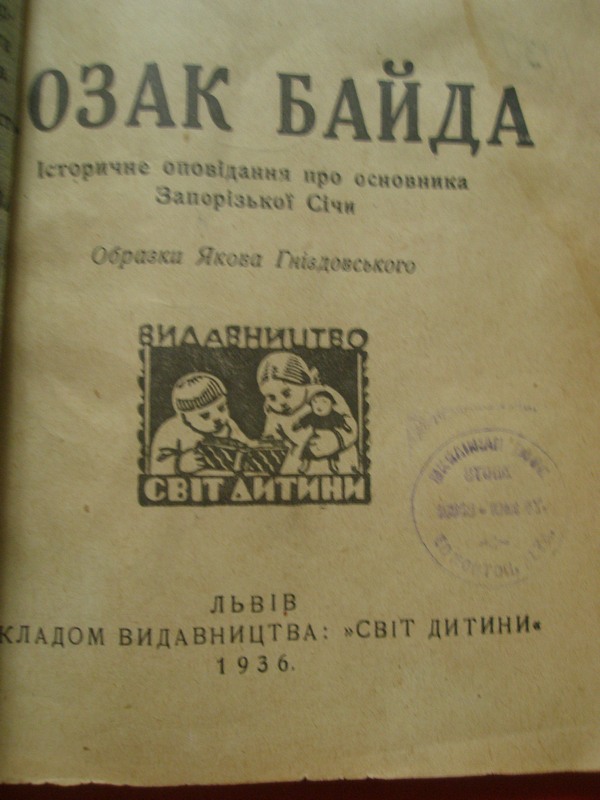 ОЗАК БАЙДА
Історичне оповідання про основника
Запорізької Січи
Образки Якова Гніздовського
ВИДАВНИЦТВО
СВІТ ДИТИНИ
ЛЬВІВ
КЛАДОМ ВИДАВНИЦТВА: »СВІТ ДИТИНИ«
1936.